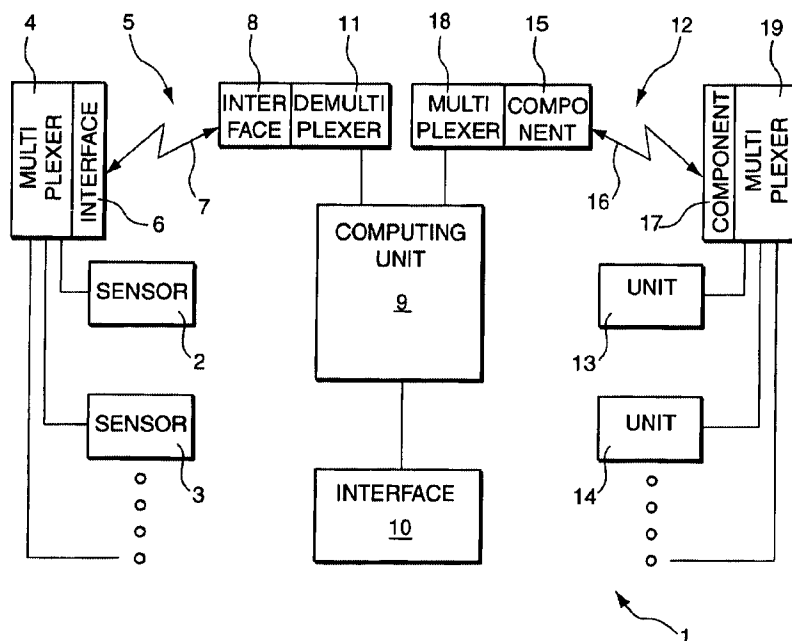 4
5
8
11
18
15
12
19
MULTI
PLEXER
INTERFACE
INTER
FACE
DEMULTI
PLEXER
MULTI
PLEXER
COMPO
NENT
COMPONENT
MULTI
PLEXER
6
7
16
17
COMPUTING
UNIT
9
SENSOR
2
UNIT
13
SENSOR
3
UNIT
14
INTERFACE
10
1